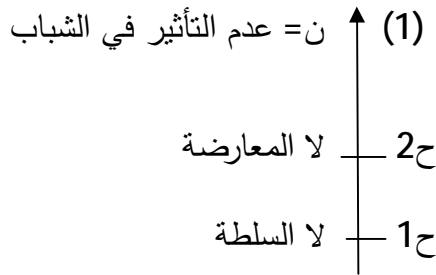 (1) ن= عدم التأثير في الشباب
ح2 لا المعارضة
ح1 لا السلطة